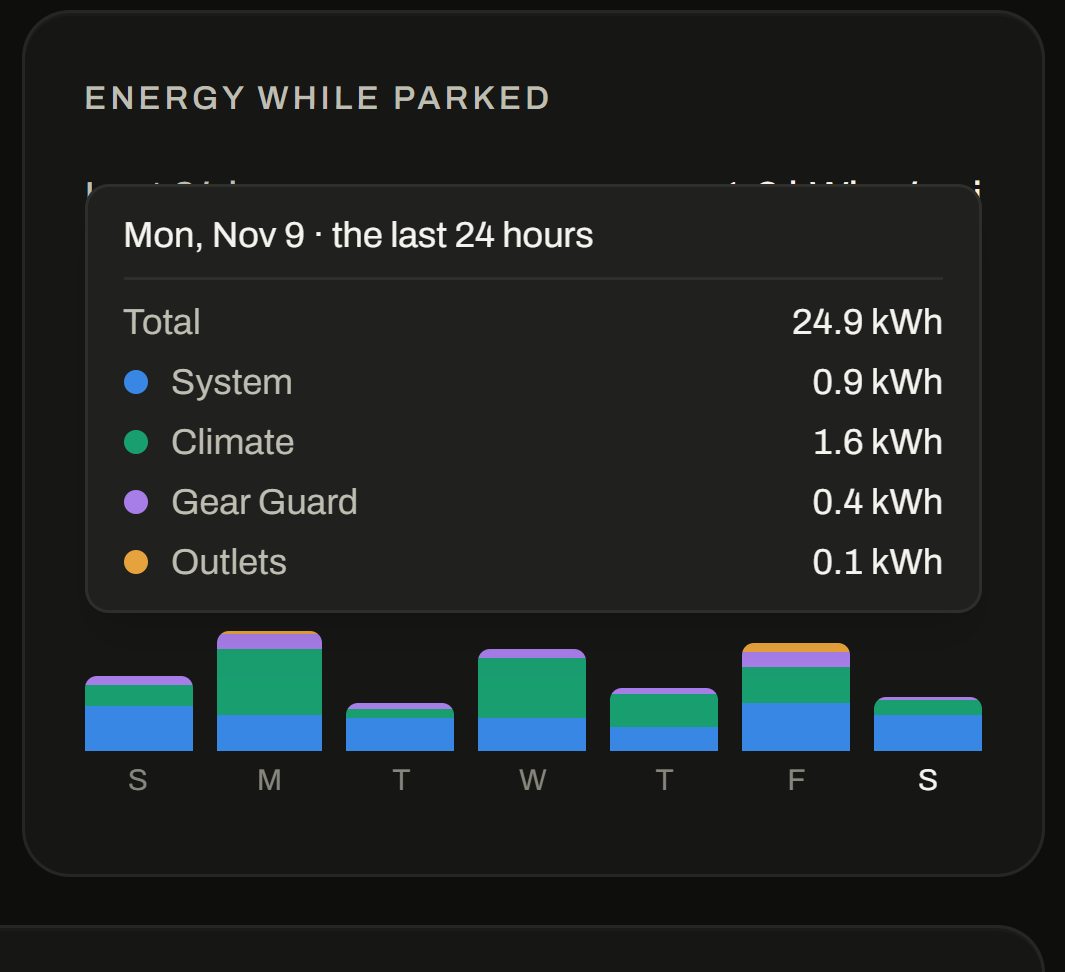 ENERGY WHILE PARKED
Mon, Nov 9 · the last 24 hours
Total 24.9 kWh
System 0.9 kWh
Climate 1.6 kWh
Gear Guard 0.4 kWh
Outlets 0.1 kWh
S M T W T F S